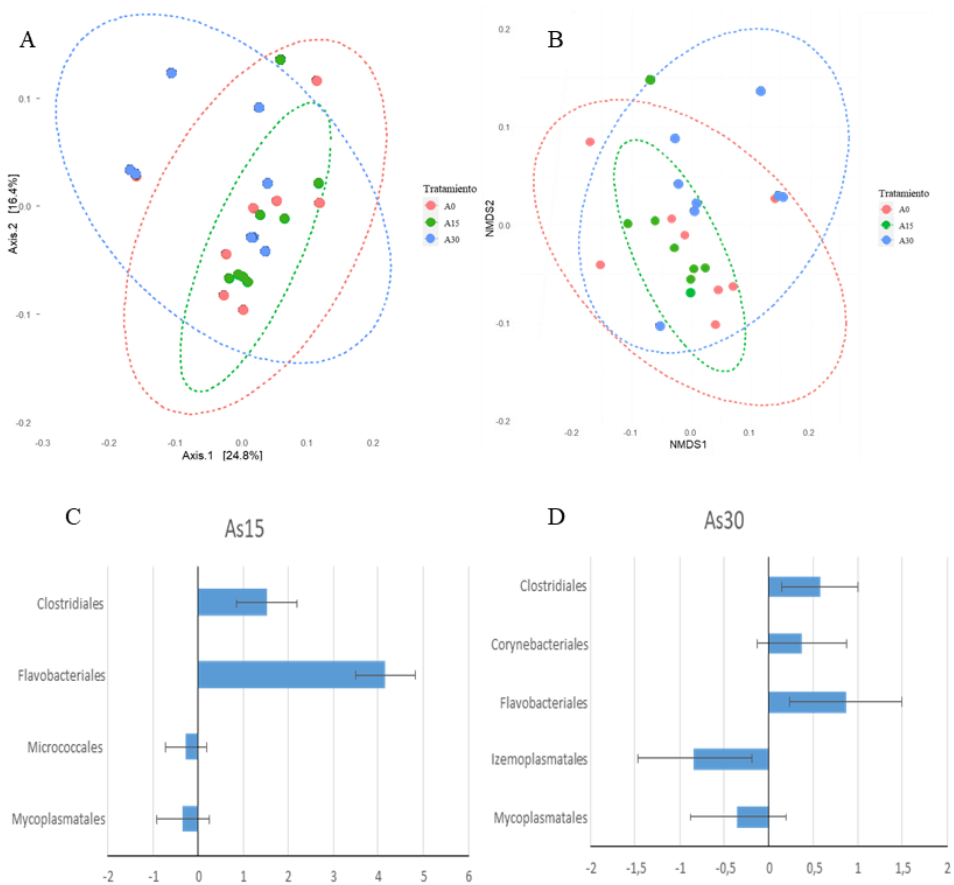 A
0.1
0.0
-0.1
-0.2
Axis.2 [16.4%]
-0.3
-0.2
-0.1
0.0
0.1
0.2
Axis.1 [24.8%]
Tratamiento
A0
A15
A30
B
0.2
0.1
0.0
-0.1
-0.2
NMDS2
-0.2
-0.1
0.0
0.1
0.2
NMDS1
Tratamiento
A0
A15
A30
C
As15
Clostridiales
Flavobacteriales
Micrococcales
Mycoplasmatales
-2
-1
0
1
2
3
4
5
6
D
As30
Clostridiales
Corynebacteriales
Flavobacteriales
Izemoplasmatales
Mycoplasmatales
-2
-1,5
-1
-0,5
0
0,5
1
1,5
2